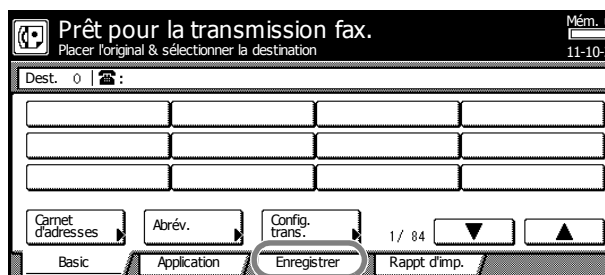 Prêt pour la transmission fax.
Placer l'original & sélectionner la destination
Mém.
11-10-
Dest. 0 ☎:
Carnet d'adresses
Abrév.
Config. trans.
1/ 84
Basic
Application
Enregistrer
Rappt d'imp.